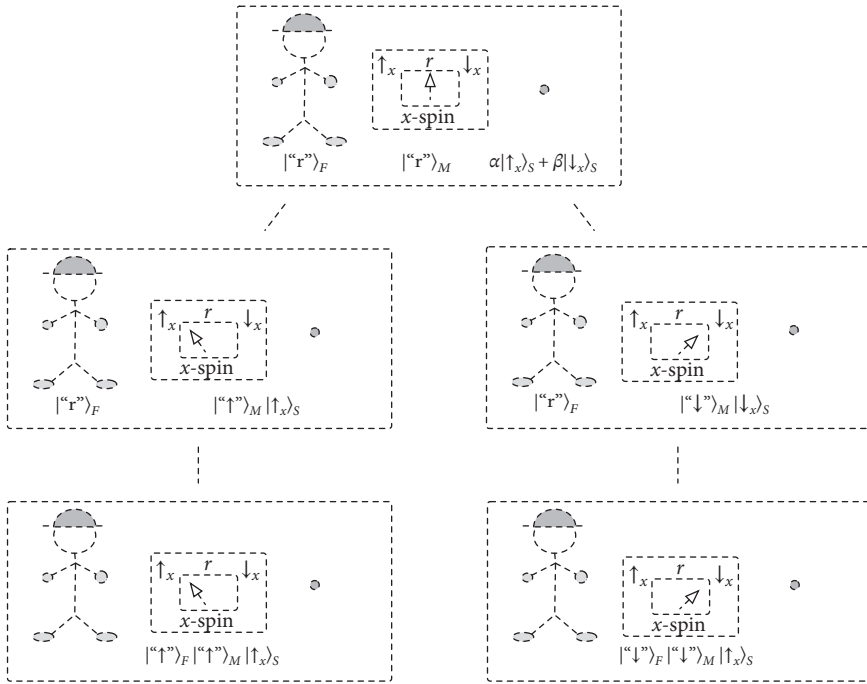 ↑ₓ r ↓ₓ
x-spin
|“r”⟩F |“r”⟩M α|↑ₓ⟩S + β|↓ₓ⟩S
↑ₓ r ↓ₓ
x-spin
|“r”⟩F |“↑”⟩M |↑ₓ⟩S
↑ₓ r ↓ₓ
x-spin
|“r”⟩F |“↓”⟩M |↓ₓ⟩S
↑ₓ r ↓ₓ
x-spin
|“↑”⟩F |“↑”⟩M |↑ₓ⟩S
↑ₓ r ↓ₓ
x-spin
|“↓”⟩F |“↓”⟩M |↑ₓ⟩S